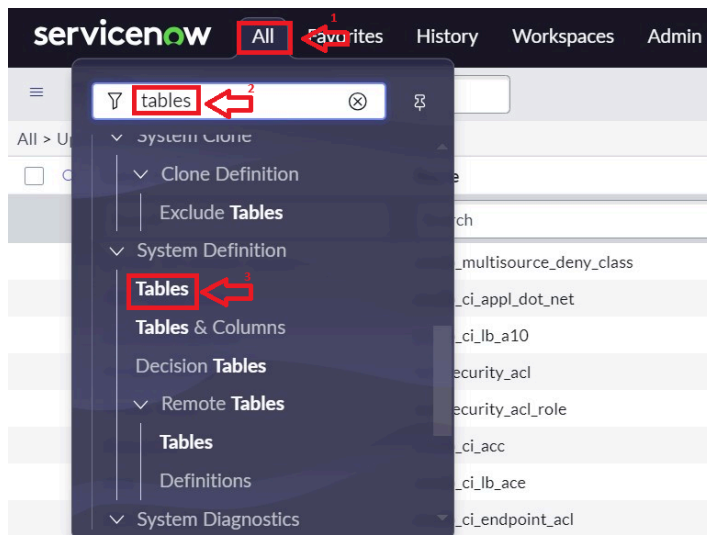 servicenow All Favorites History Workspaces Admin
1
tables
2
All > U
System Clone
Clone Definition
Exclude Tables
System Definition
Tables
3
Tables & Columns
Decision Tables
Remote Tables
Tables
Definitions
System Diagnostics
_multisource_deny_class
_ci_appl_dot_net
_ci_lb_a10
ecurity_acl
ecurity_acl_role
_ci_acc
_ci_lb_ace
_ci_endpoint_acl